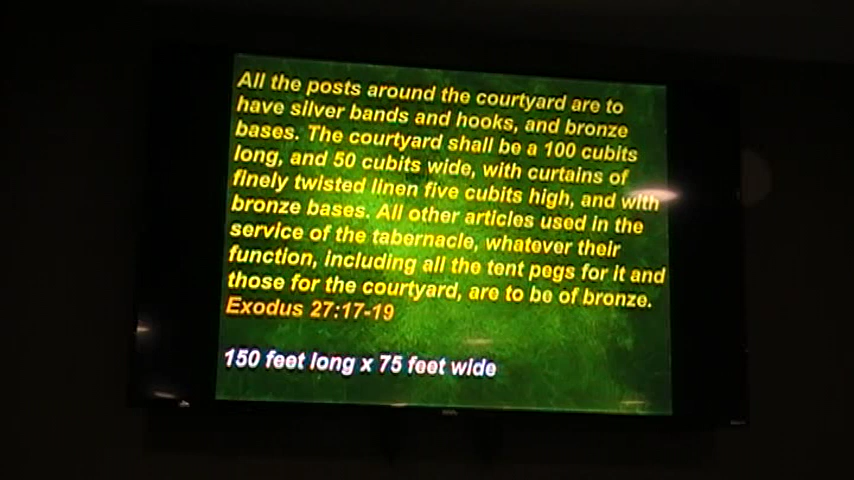 All the posts around the courtyard are to
have silver bands and hooks, and bronze
bases. The courtyard shall be a 100 cubits
long, and 50 cubits wide, with curtains of
finely twisted linen five cubits high, and with
bronze bases. All other articles used in the
service of the tabernacle, whatever their
function, including all the tent pegs for it and
those for the courtyard, are to be of bronze.
Exodus 27:17-19
150 feet long x 75 feet wide